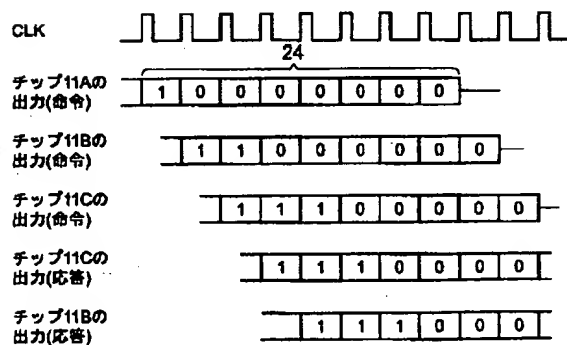 CLK
24
チップ11Aの
出力(命令)
1 0 0 0 0 0 0 0
チップ11Bの
出力(命令)
1 1 0 0 0 0 0 0
チップ11Cの
出力(命令)
1 1 1 0 0 0 0 0
チップ11Cの
出力(応答)
1 1 1 0 0 0 0
チップ11Bの
出力(応答)
1 1 1 0 0 0